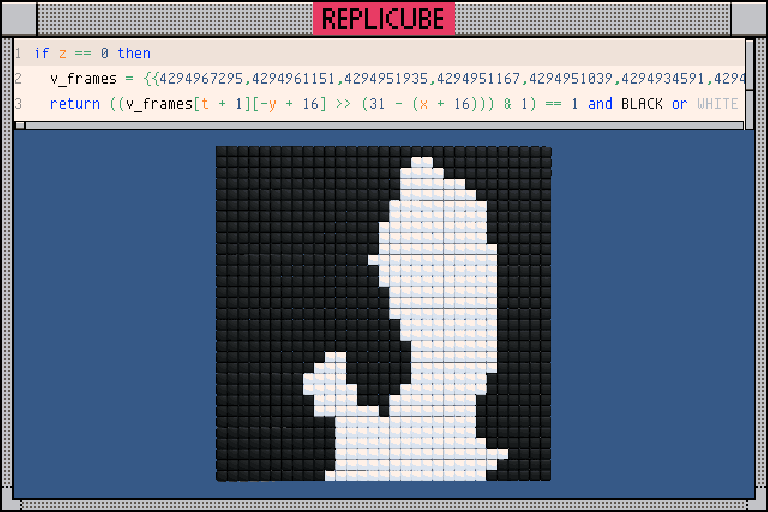 REPLICUBE
1 if z == 0 then
2 v_frames = {{4294967295,4294961151,4294951935,4294951167,4294951039,4294934591,4294
3 return ((v_frames[t + 1][-y + 16] >> (31 - (x + 16))) & 1) == 1 and BLACK or WHITE